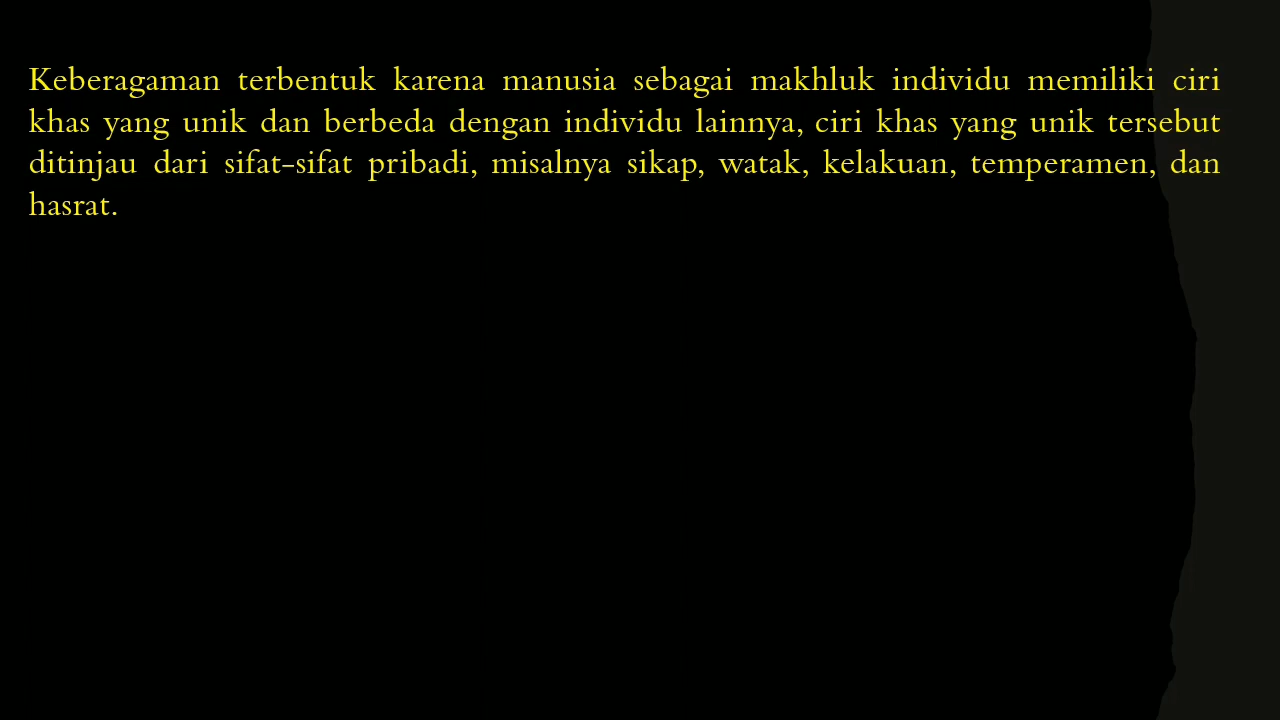 Keberagaman terbentuk karena manusia sebagai makhluk individu memiliki ciri
khas yang unik dan berbeda dengan individu lainnya, ciri khas yang unik tersebut
ditinjau dari sifat-sifat pribadi, misalnya sikap, watak, kelakuan, temperamen, dan
hasrat.